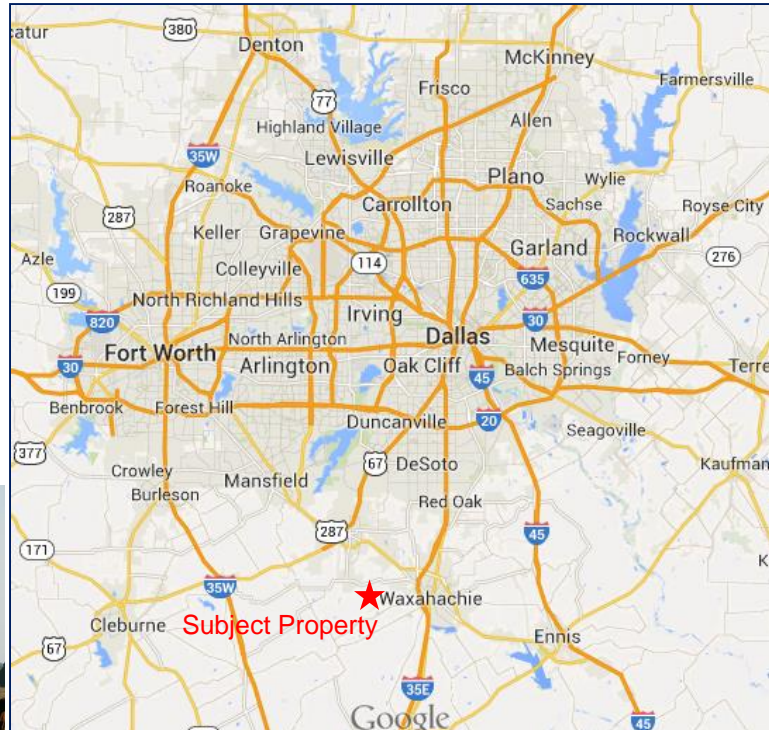 380
catur
Denton
McKinney
Frisco
Farmersville
77
Highland Village
Allen
Lewisville
35W
Plano
Wylie
Roanoke
Carrollton
Sachse
Royse City
287
Keller
Grapevine
Garland
Rockwall
Azle
114
276
Colleyville
635
199
North Richland Hills
Irving
820
30
Dallas
North Arlington
Mesquite
Fort Worth
Forney
30
Arlington
Oak Cliff
Terre
45
Balch Springs
Benbrook
Forest Hill
20
Duncanville
Seagoville
377
67
DeSoto
Kaufman
Crowley
Mansfield
Burleson
Red Oak
287
45
171
K
35W
Waxahachie
Cleburne
Subject Property
Ennis
67
35E
Google
45